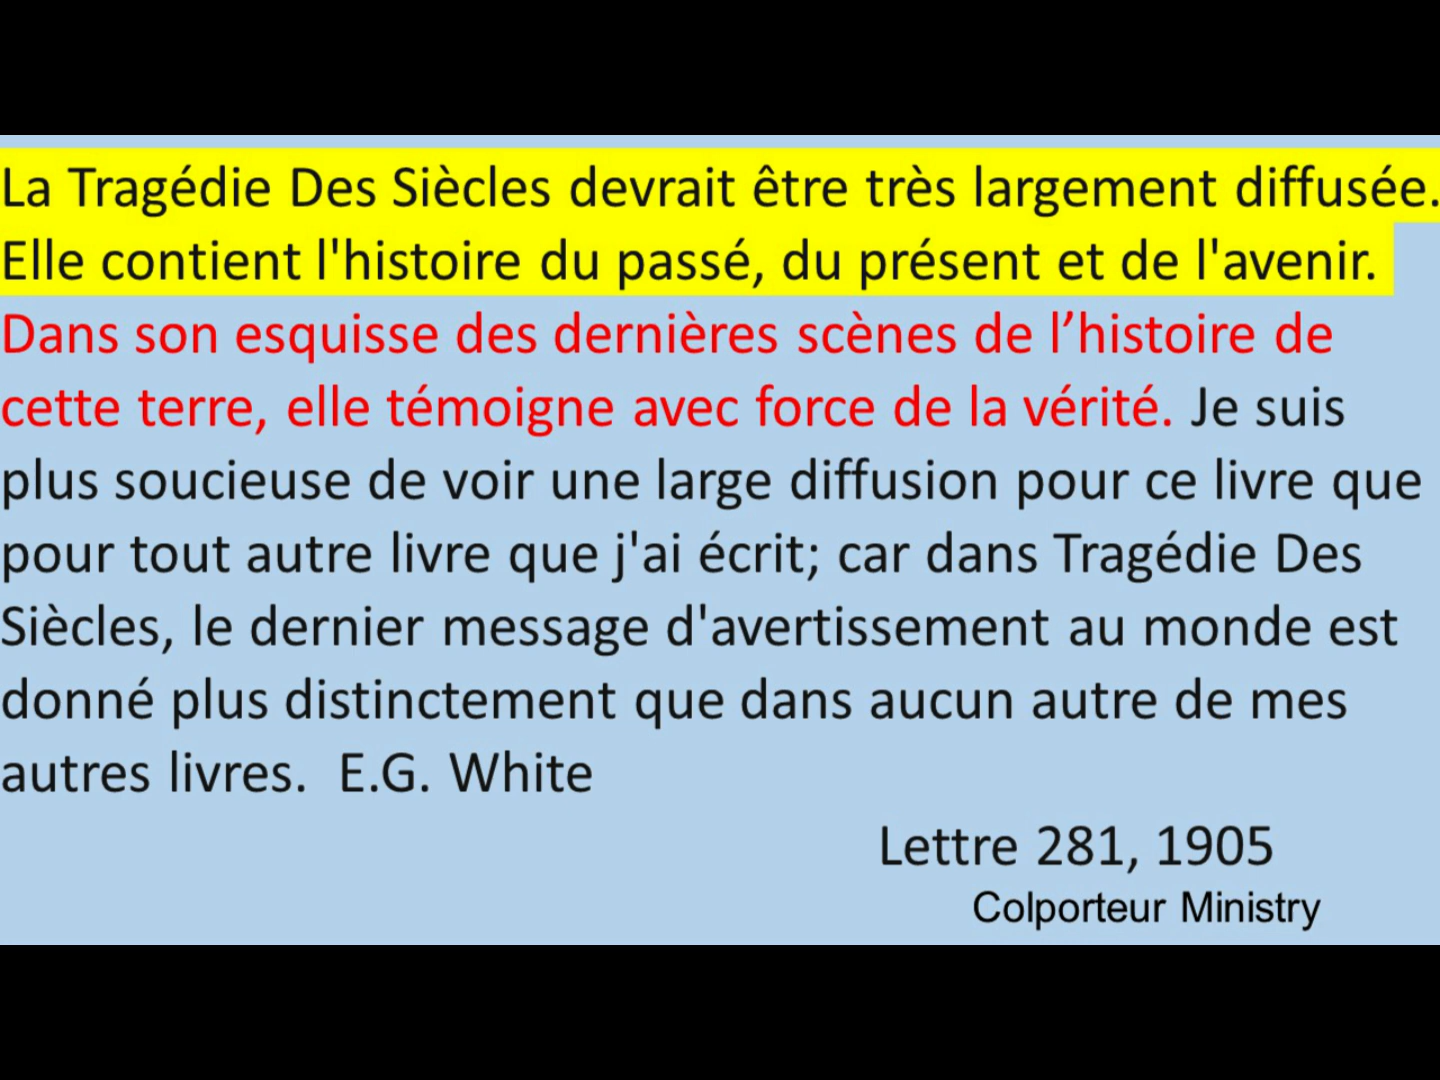 La Tragédie Des Siècles devrait être très largement diffusée.
Elle contient l'histoire du passé, du présent et de l'avenir.
Dans son esquisse des dernières scènes de l’histoire de
cette terre, elle témoigne avec force de la vérité. Je suis
plus soucieuse de voir une large diffusion pour ce livre que
pour tout autre livre que j'ai écrit; car dans Tragédie Des
Siècles, le dernier message d'avertissement au monde est
donné plus distinctement que dans aucun autre de mes
autres livres.  E.G. White
Lettre 281, 1905
Colporteur Ministry